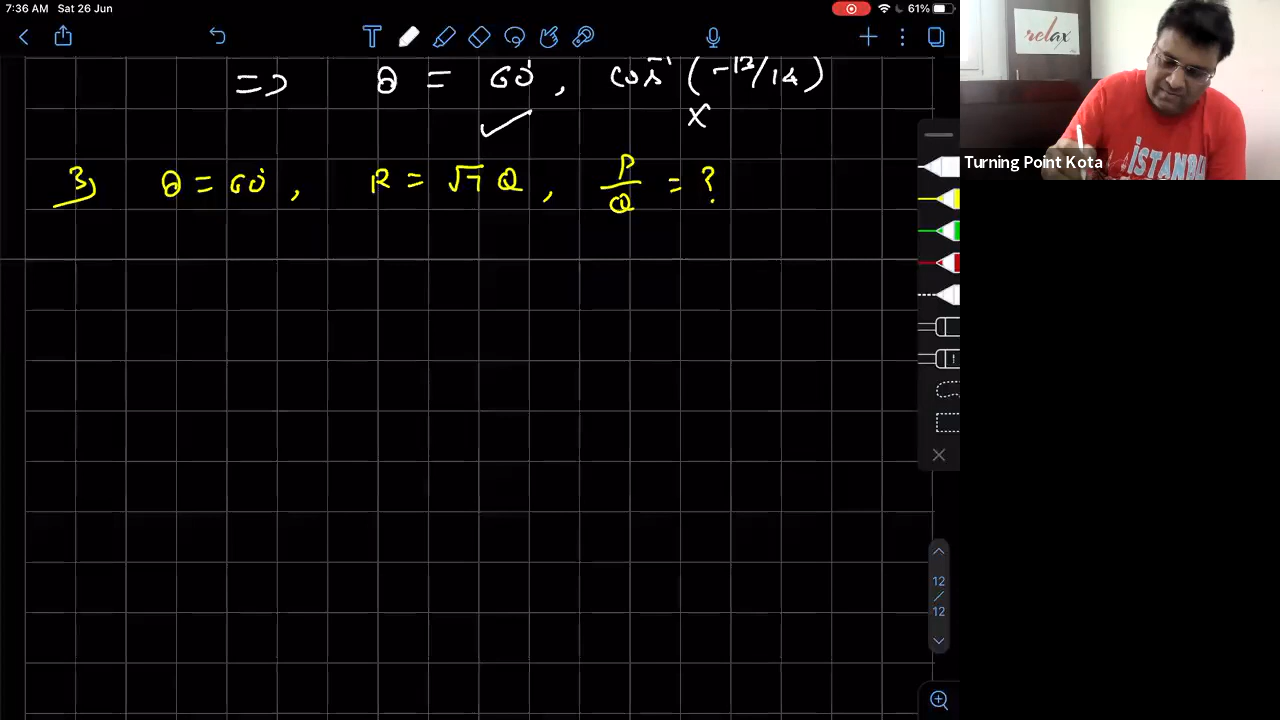 7:36 AM Sat 26 Jun
61%
relax
=> θ = 60°, cos⁻¹(-13/14)
✓ x
Turning Point Kota
İSTANBUL
3) θ = 60°, R = √7 Q, P/Q = ?
12
/
12